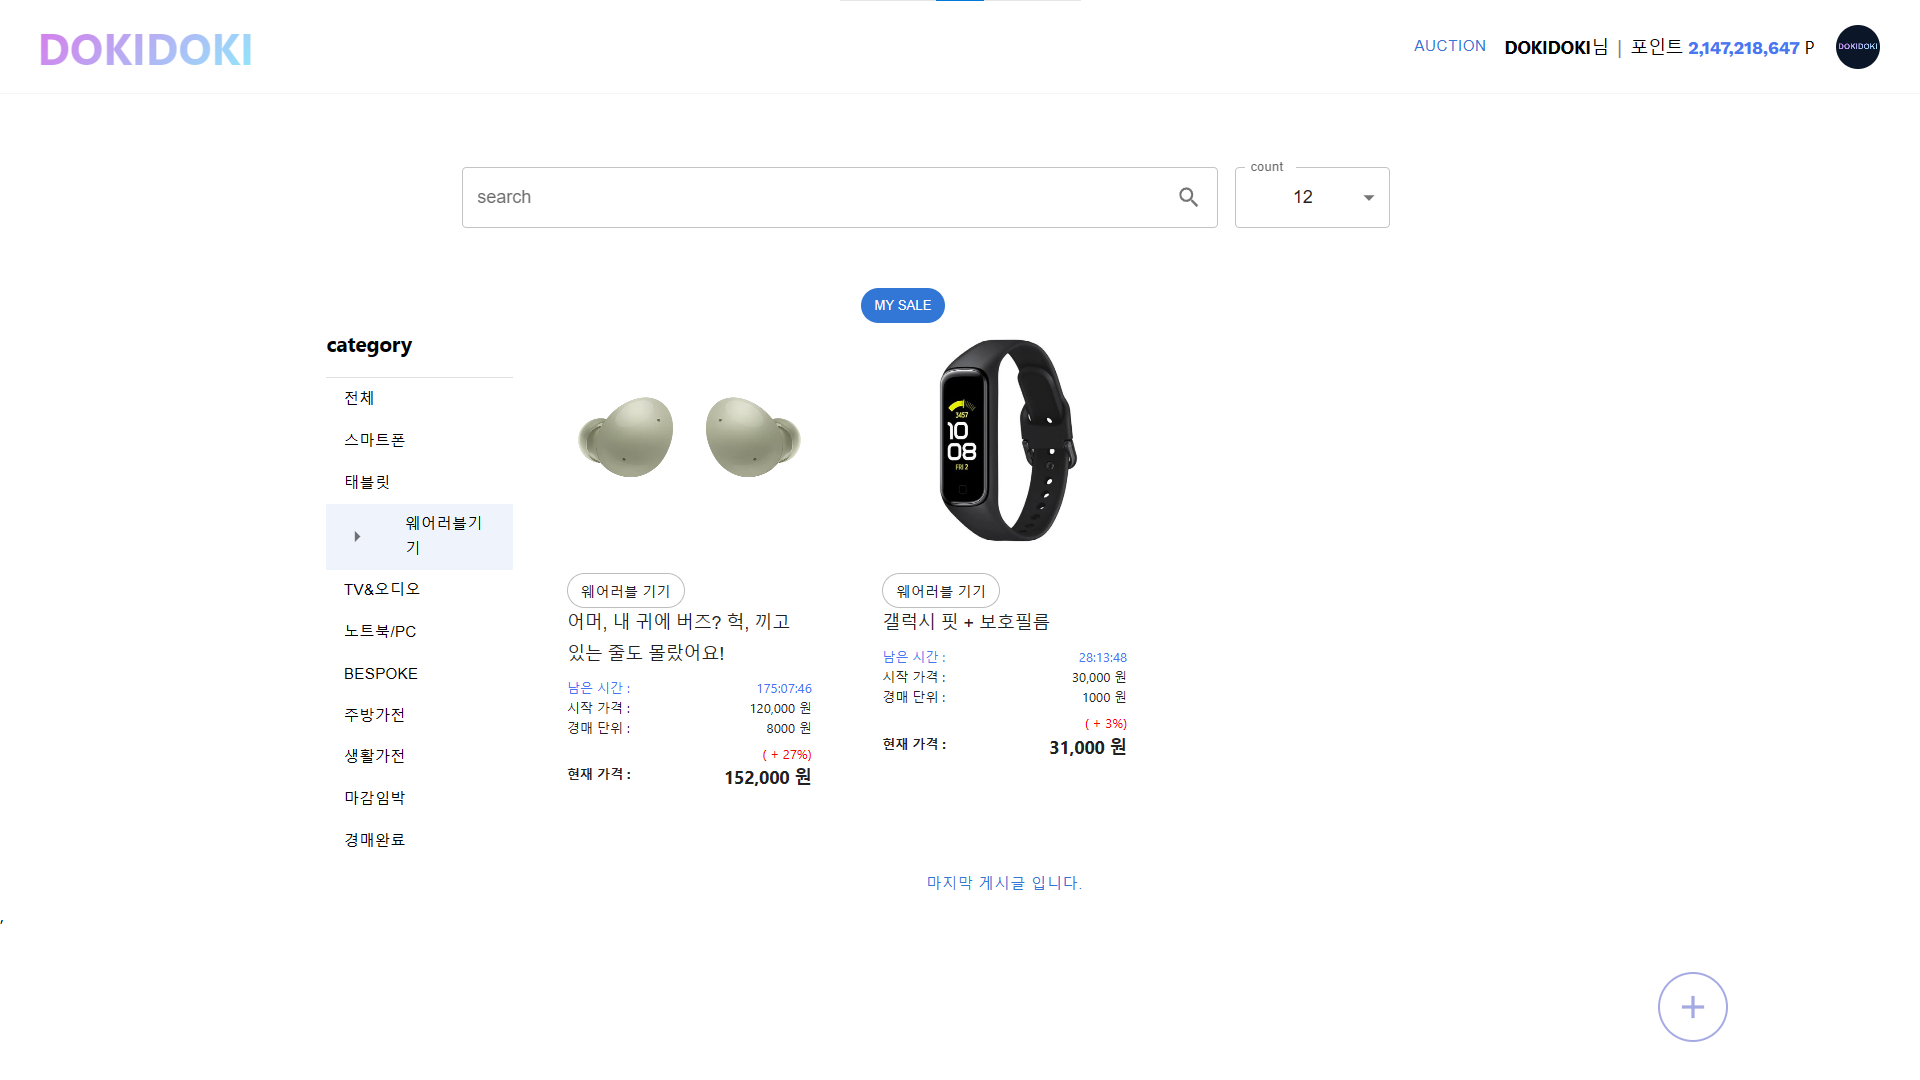 DOKIDOKI
AUCTION
DOKIDOKI님 | 포인트 2,147,218,647 P
DOKIDOKI
search
count
12
MY SALE
category
전체
스마트폰
태블릿
웨어러블기
기
TV&오디오
노트북/PC
BESPOKE
주방가전
생활가전
마감임박
경매완료
웨어러블 기기
어머, 내 귀에 버즈? 헉, 끼고
있는 줄도 몰랐어요!
남은 시간 : 175:07:46
시작 가격 : 120,000 원
경매 단위 : 8000 원
( + 27%)
현재 가격 : 152,000 원
3457
10
08
FRI 2
웨어러블 기기
갤럭시 핏 + 보호필름
남은 시간 : 28:13:48
시작 가격 : 30,000 원
경매 단위 : 1000 원
( + 3%)
현재 가격 : 31,000 원
마지막 게시글 입니다.
,